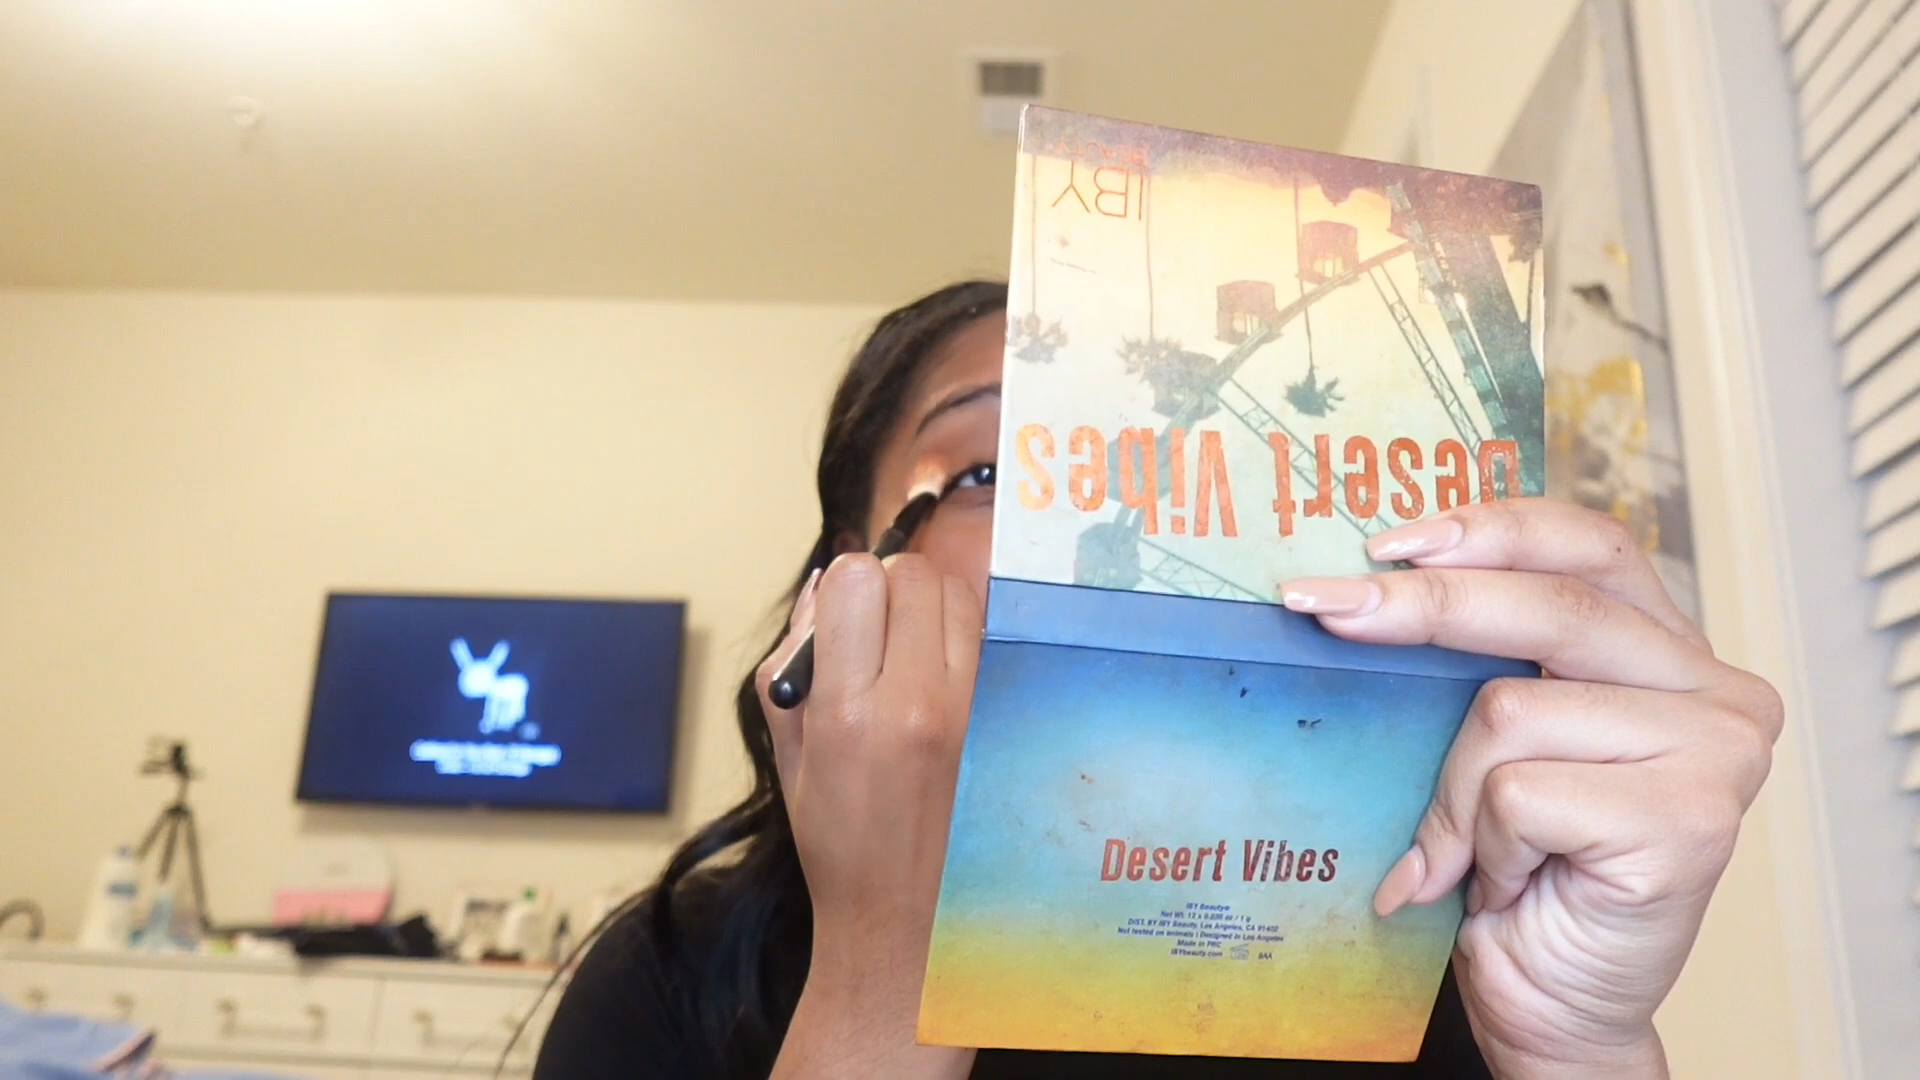 IBY
BEAUTY
Desert Vibes
Desert Vibes
IBY Beauty®
Net Wt. 12 x 0.035 oz / 1 g
DIST. BY IBY Beauty, Los Angeles, CA 91402
Not tested on animals | Designed in Los Angeles
Made in PRC
IBYbeauty.com